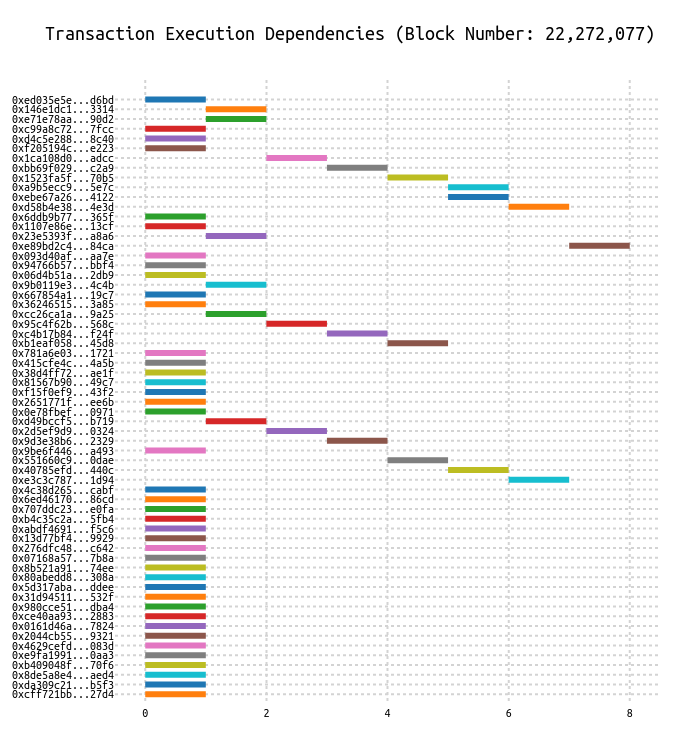 Transaction Execution Dependencies (Block Number: 22,272,077)
0xed035e5e...d6bd
0x146e1dc1...3314
0xe71e78aa...90d2
0xc99a8c72...7fcc
0xd4c5e288...8c40
0xf205194c...e223
0x1ca108d0...adcc
0xbb69f029...c2a9
0x1523fa5f...70b5
0xa9b5ecc9...5e7c
0xebe67a26...4122
0xd58b4e38...4e3d
0x6ddb9b77...365f
0x1107e86e...13cf
0x23e5393f...a8a6
0xe89bd2c4...84ca
0x093d40af...aa7e
0x94766b57...bbf4
0x06d4b51a...2db9
0x9b0119e3...4c4b
0x667854a1...19c7
0x36246515...3a85
0xcc26ca1a...9a25
0x95c4f62b...568c
0xc4b17b84...f24f
0xb1eaf058...45d8
0x781a6e03...1721
0x415cfe4c...4a5b
0x38d4ff72...ae1f
0x81567b90...49c7
0xf15f0ef9...43f2
0x2651771f...ee6b
0x0e78fbef...0971
0xd49bccf5...b719
0x2d5ef9d9...0324
0x9d3e38b6...2329
0x9be6f446...a493
0x551660c9...0dae
0x40785efd...440c
0xe3c3c787...1d94
0x4c38d265...cabf
0x6ed46170...86cd
0x707ddc23...e0fa
0xb4c35c2a...5fb4
0xabdf4691...f5c6
0x13d77bf4...9929
0x276dfc48...c642
0x07168a57...7b8a
0x8b521a91...74ee
0x80abedd8...308a
0x5d317aba...ddee
0x31d94511...532f
0x980cce51...dba4
0xce40aa93...2883
0x0161d46a...7824
0x2044cb55...9321
0x4629cefd...083d
0xe9fa1991...0aa3
0xb409048f...70f6
0x8de5a8e4...aed4
0xda309c21...b5f3
0xcff721bb...27d4
0 2 4 6 8